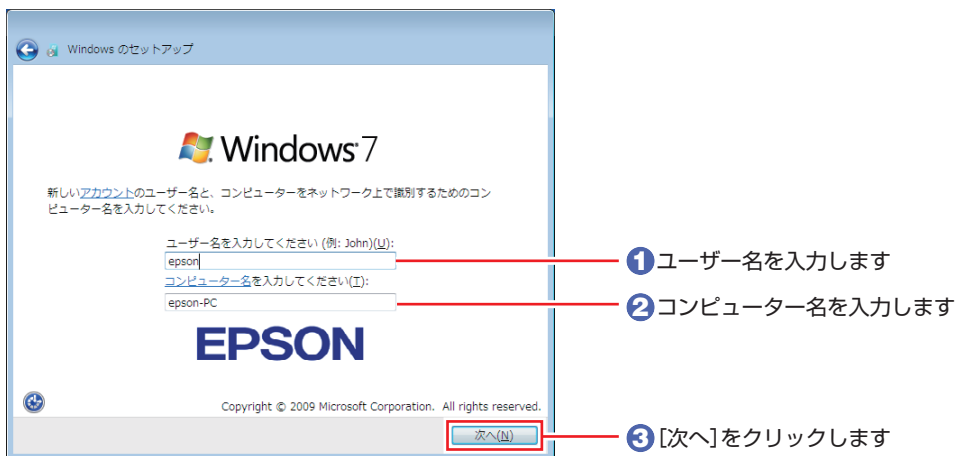 Windows のセットアップ
Windows 7
新しいアカウントのユーザー名と、コンピューターをネットワーク上で識別するためのコン
ピューター名を入力してください。
ユーザー名を入力してください (例: John)(U):
epson
❶ユーザー名を入力します
コンピューター名を入力してください(T):
epson-PC
❷コンピューター名を入力します
EPSON
Copyright © 2009 Microsoft Corporation. All rights reserved.
次へ(N)
❸[次へ]をクリックします